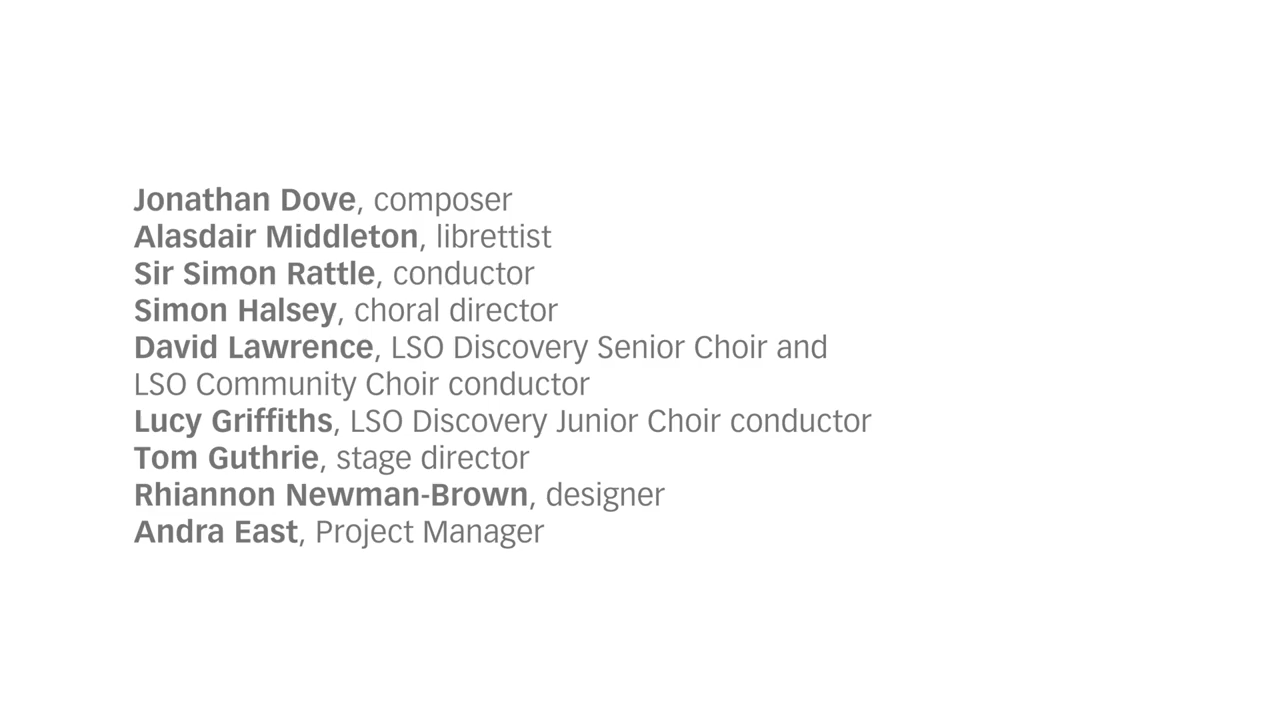 Jonathan Dove, composer
Alasdair Middleton, librettist
Sir Simon Rattle, conductor
Simon Halsey, choral director
David Lawrence, LSO Discovery Senior Choir and
LSO Community Choir conductor
Lucy Griffiths, LSO Discovery Junior Choir conductor
Tom Guthrie, stage director
Rhiannon Newman-Brown, designer
Andra East, Project Manager